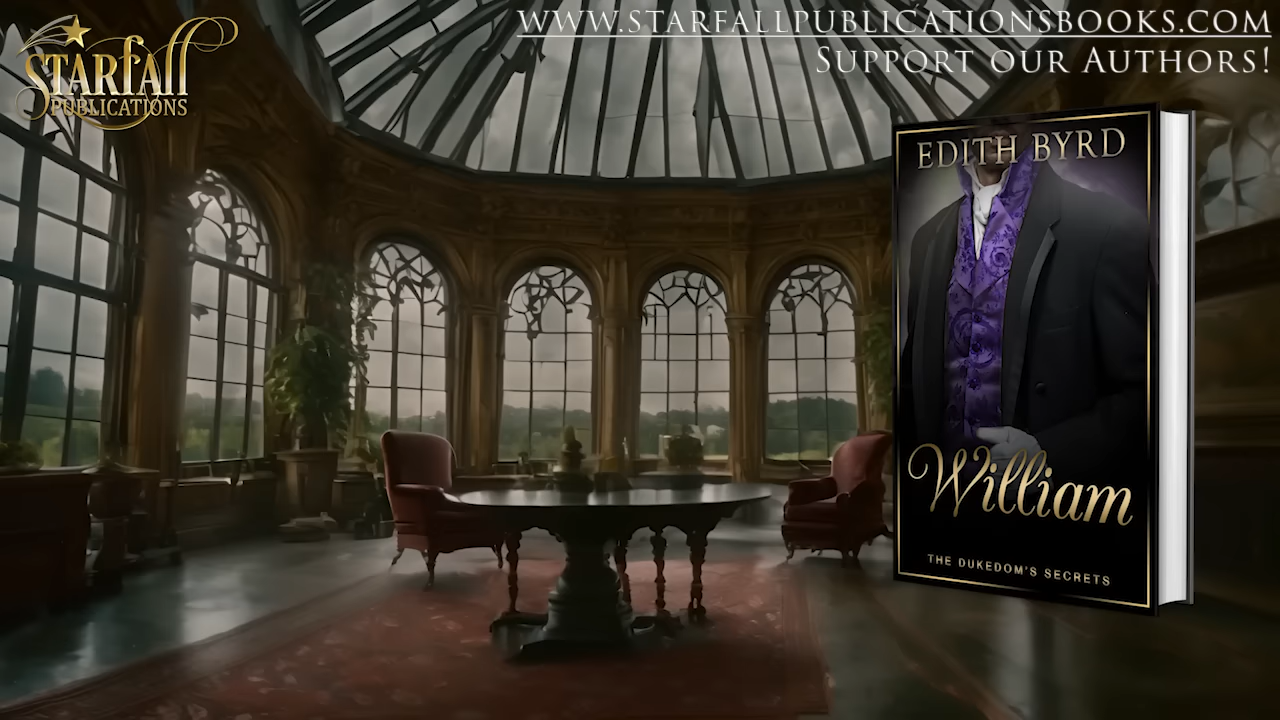 STARfAll
PUBLICATIONS
WWW.STARFALLPUBLICATIONSBOOKS.COM
SUPPORT OUR AUTHORS!
EDITH BYRD
William
THE DUKEDOM'S SECRETS